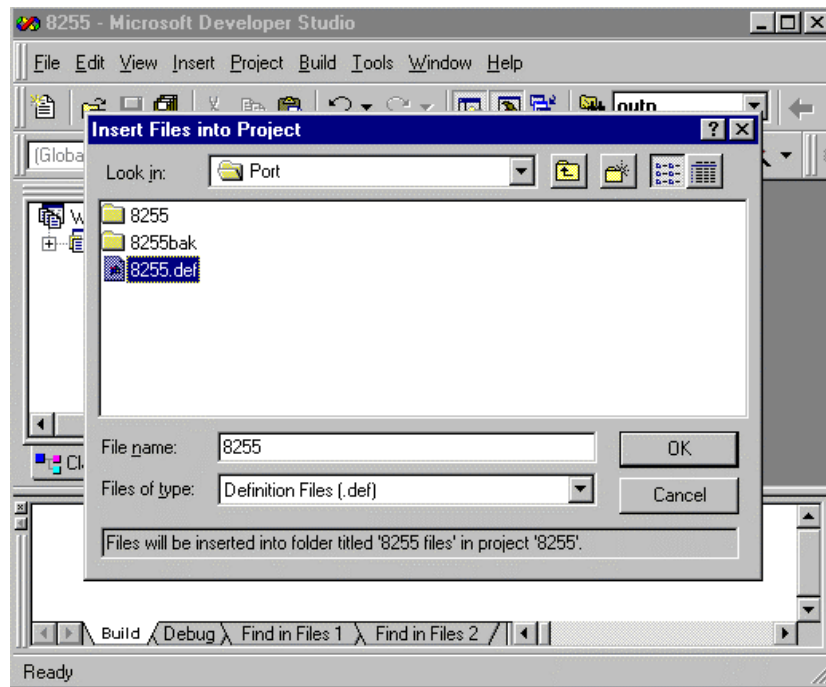 8255 - Microsoft Developer Studio
File Edit View Insert Project Build Tools Window Help
outp
Insert Files into Project
(Globa
Look in: Port
8255
8255bak
8255.def
File name: 8255 OK
Files of type: Definition Files (.def) Cancel
Files will be inserted into folder titled '8255 files' in project '8255'.
Build Debug Find in Files 1 Find in Files 2
Ready